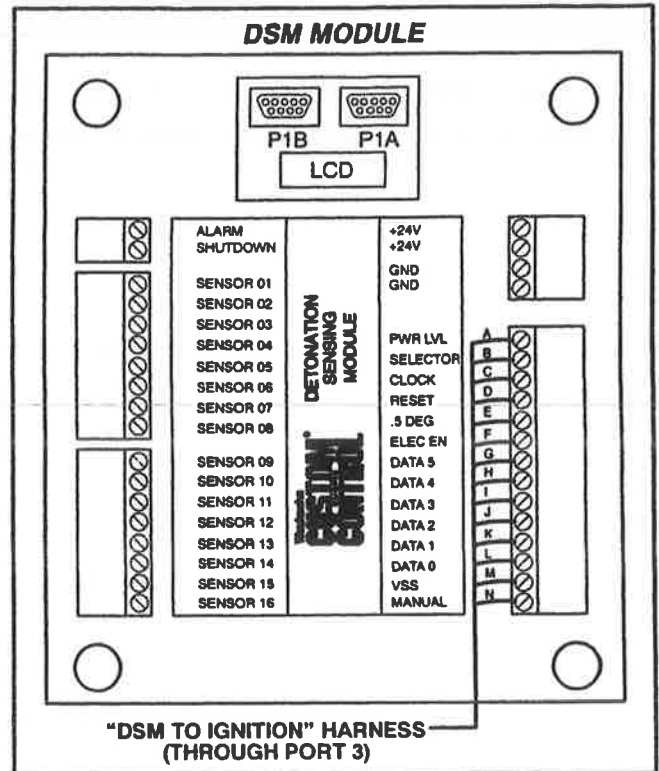 DSM MODULE
P1B P1A
LCD
ALARM
SHUTDOWN
SENSOR 01
SENSOR 02
SENSOR 03
SENSOR 04
SENSOR 05
SENSOR 06
SENSOR 07
SENSOR 08
SENSOR 09
SENSOR 10
SENSOR 11
SENSOR 12
SENSOR 13
SENSOR 14
SENSOR 15
SENSOR 16
DETONATION
SENSING
MODULE
CUSTOM
CONTROL
+24V
+24V
GND
GND
PWR LVL
SELECTOR
CLOCK
RESET
.5 DEG
ELEC EN
DATA 5
DATA 4
DATA 3
DATA 2
DATA 1
DATA 0
VSS
MANUAL
A
B
C
D
E
F
G
H
I
J
K
L
M
N
"DSM TO IGNITION" HARNESS
(THROUGH PORT 3)